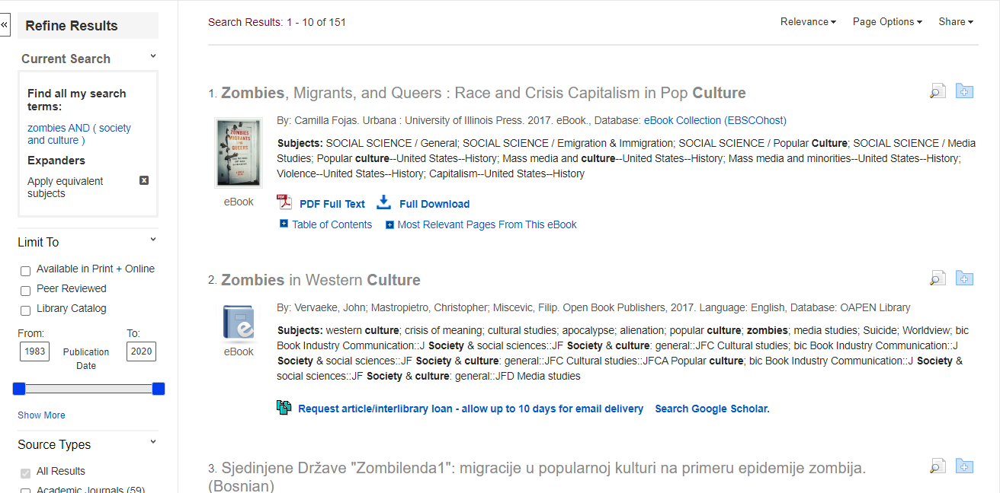 «
Refine Results
Current Search
Find all my search
terms:
zombies AND ( society
and culture )
Expanders
Apply equivalent
subjects
Limit To
Available in Print + Online
Peer Reviewed
Library Catalog
From:
To:
1983
Publication
Date
2020
Show More
Source Types
All Results
Academic Journals (59)
Search Results: 1 - 10 of 151
Relevance
Page Options
Share
1. Zombies, Migrants, and Queers : Race and Crisis Capitalism in Pop Culture
ZOMBIES
MIGRANTS
QUEERS
eBook
By: Camilla Fojas. Urbana : University of Illinois Press. 2017. eBook., Database: eBook Collection (EBSCOhost)
Subjects: SOCIAL SCIENCE / General; SOCIAL SCIENCE / Emigration & Immigration; SOCIAL SCIENCE / Popular Culture; SOCIAL SCIENCE / Media
Studies; Popular culture--United States--History; Mass media and culture--United States--History; Mass media and minorities--United States--History;
Violence--United States--History; Capitalism--United States--History
PDF
PDF Full Text
Full Download
Table of Contents
Most Relevant Pages From This eBook
2. Zombies in Western Culture
e
eBook
By: Vervaeke, John; Mastropietro, Christopher; Miscevic, Filip. Open Book Publishers, 2017. Language: English, Database: OAPEN Library
Subjects: western culture; crisis of meaning; cultural studies; apocalypse; alienation; popular culture; zombies; media studies; Suicide; Worldview; bic
Book Industry Communication::J Society & social sciences::JF Society & culture: general::JFC Cultural studies; bic Book Industry Communication::J
Society & social sciences::JF Society & culture: general::JFC Cultural studies::JFCA Popular culture; bic Book Industry Communication::J Society &
social sciences::JF Society & culture: general::JFD Media studies
Request article/interlibrary loan - allow up to 10 days for email delivery
Search Google Scholar.
3. Sjedinjene Države "Zombilenda1": migracije u popularnoj kulturi na primeru epidemije zombija.
(Bosnian)